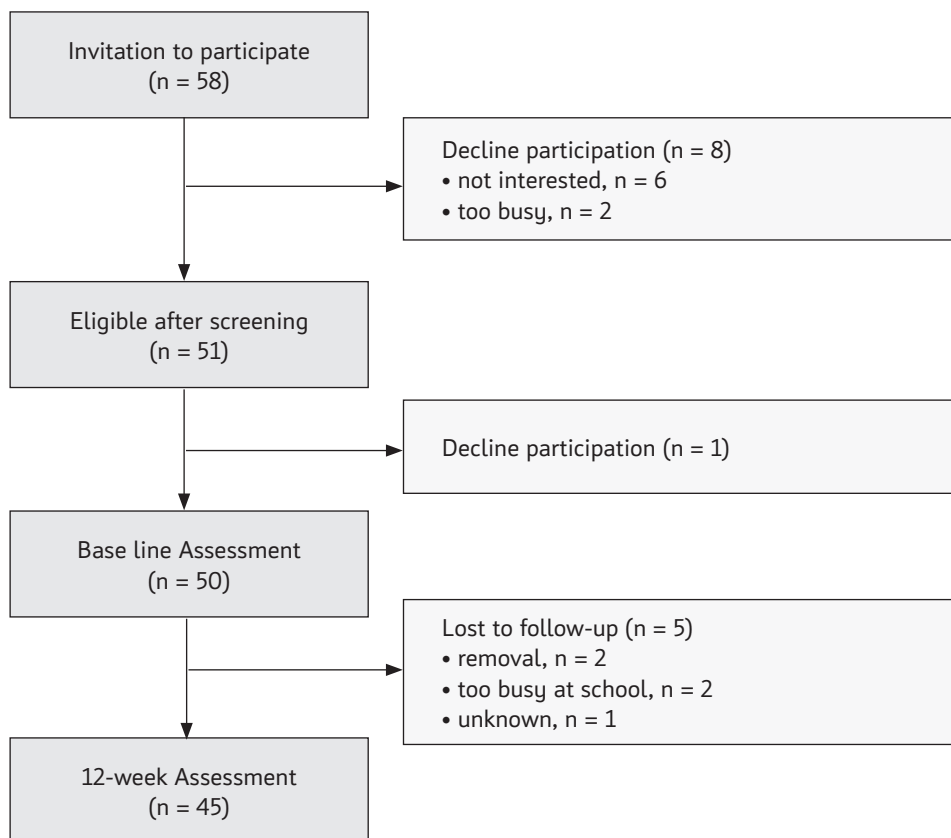 Invitation to participate
(n = 58)
Decline participation (n = 8)
• not interested, n = 6
• too busy, n = 2
Eligible after screening
(n = 51)
Decline participation (n = 1)
Base line Assessment
(n = 50)
Lost to follow-up (n = 5)
• removal, n = 2
• too busy at school, n = 2
• unknown, n = 1
12-week Assessment
(n = 45)